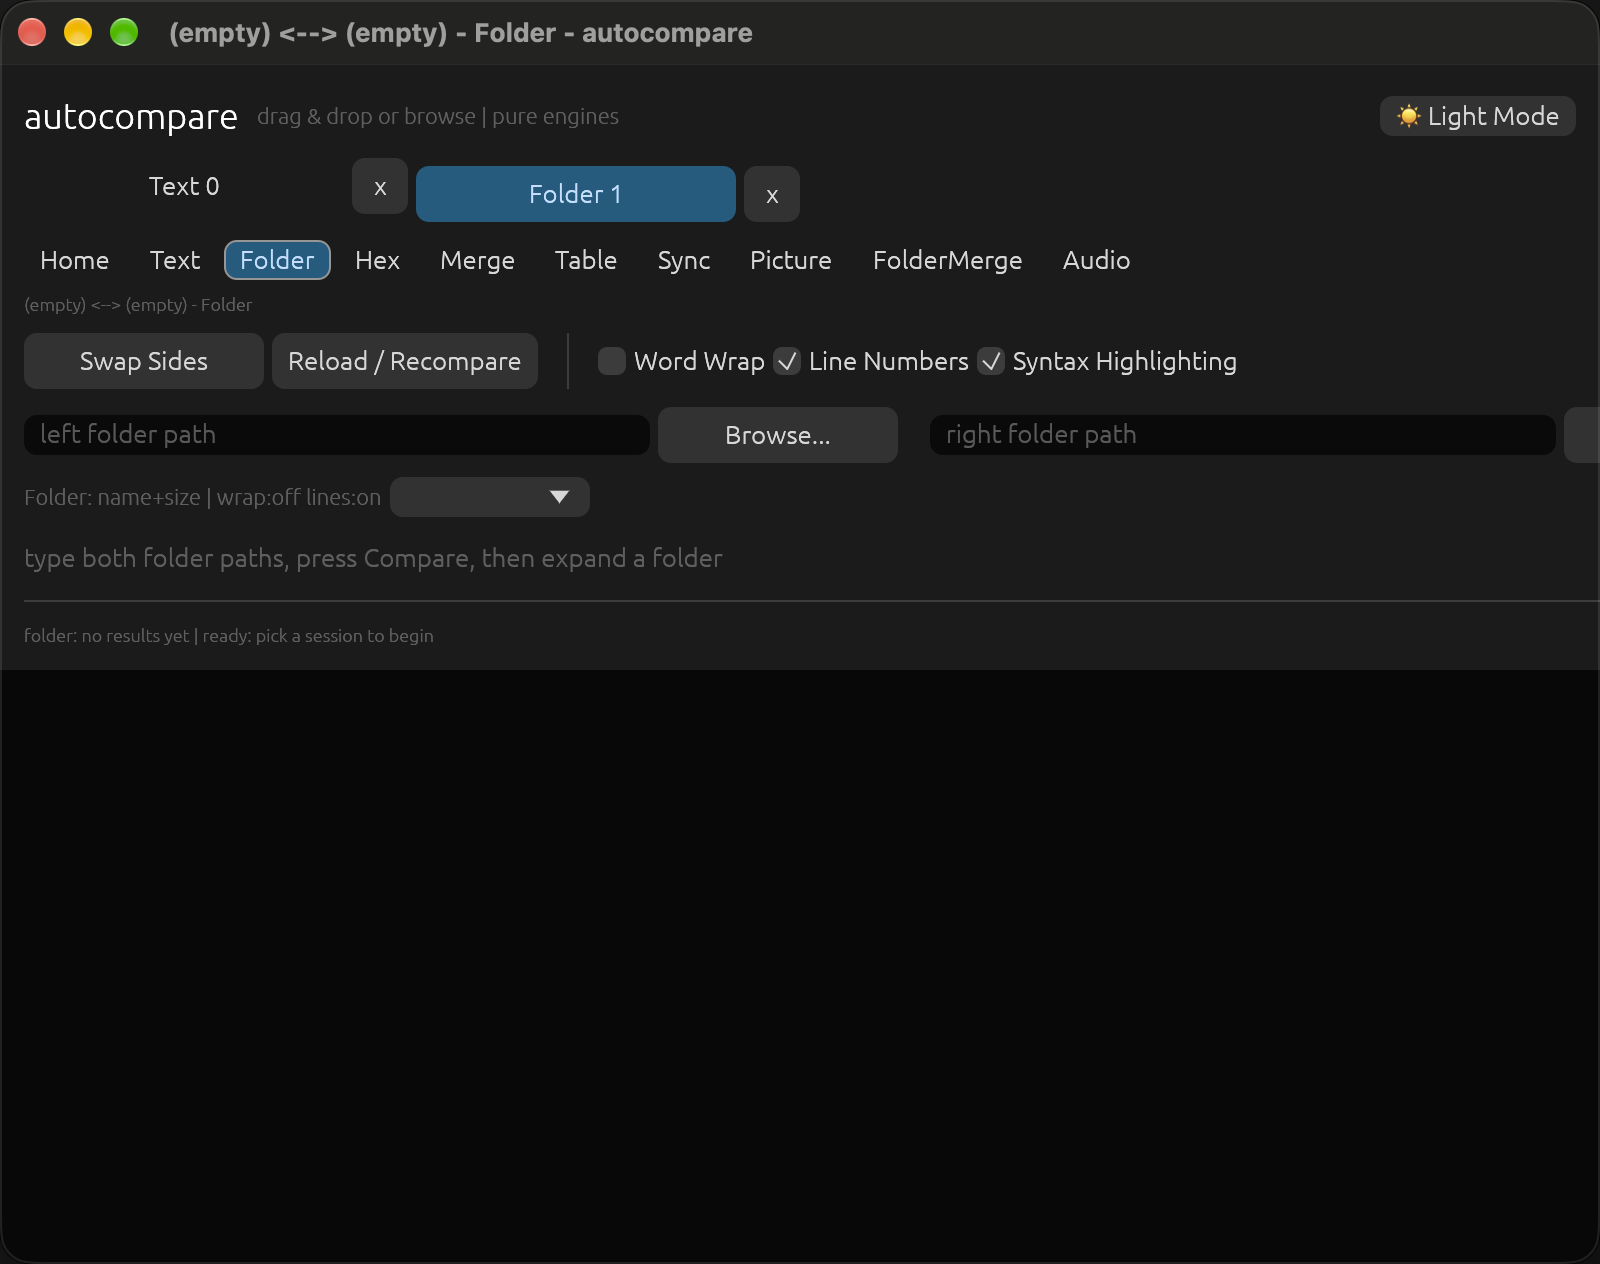 (empty) <--> (empty) - Folder - autocompare
autocompare drag & drop or browse | pure engines Light Mode
Text 0 x Folder 1 x
Home Text Folder Hex Merge Table Sync Picture FolderMerge Audio
(empty) <--> (empty) - Folder
Swap Sides Reload / Recompare Word Wrap Line Numbers Syntax Highlighting
left folder path Browse... right folder path
Folder: name+size | wrap:off lines:on
type both folder paths, press Compare, then expand a folder
folder: no results yet | ready: pick a session to begin